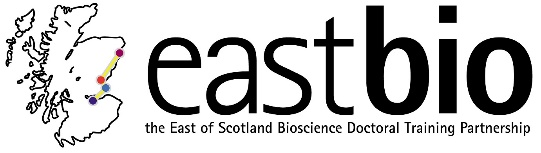 eastbio
the East of Scotland Bioscience Doctoral Training Partnership